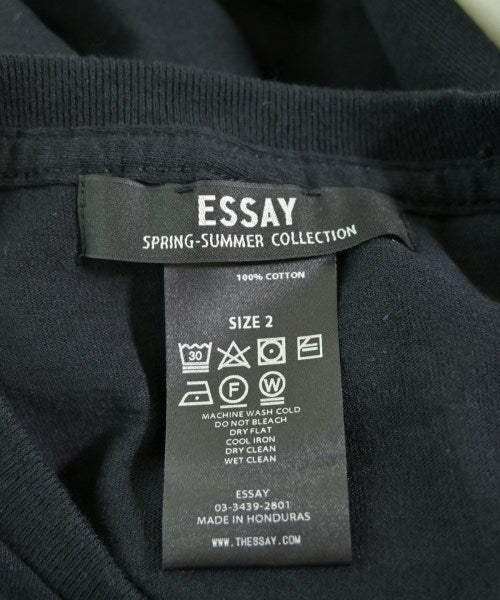 ESSAY
SPRING-SUMMER COLLECTION
100% COTTON
SIZE 2
30
F W
MACHINE WASH COLD
DO NOT BLEACH
DRY FLAT
COOL IRON
DRY CLEAN
WET CLEAN
ESSAY
03-3439-2801
MADE IN HONDURAS
WWW.THESSAY.COM